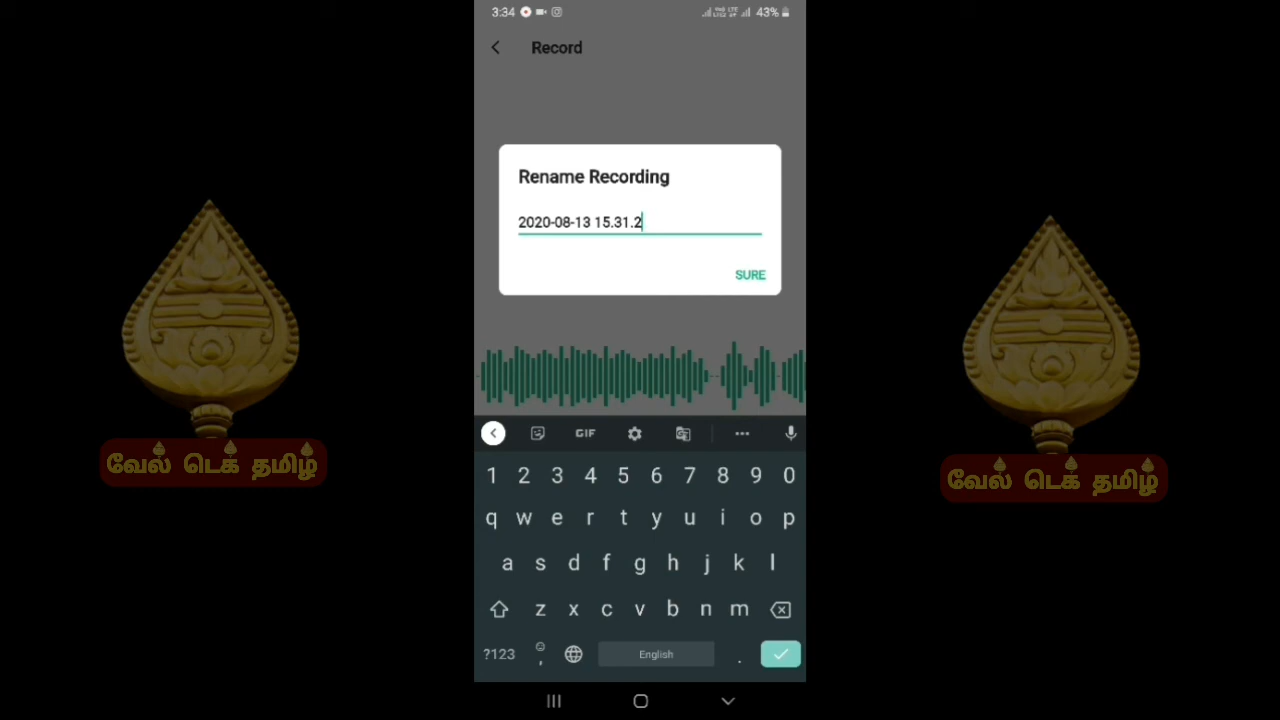 3:34
43%
Record
Rename Recording
2020-08-13 15.31.2
SURE
வேல் டெக் தமிழ்
வேல் டெக் தமிழ்
GIF
1 2 3 4 5 6 7 8 9 0
q w e r t y u i o p
a s d f g h j k l
z x c v b n m
?123 , English .